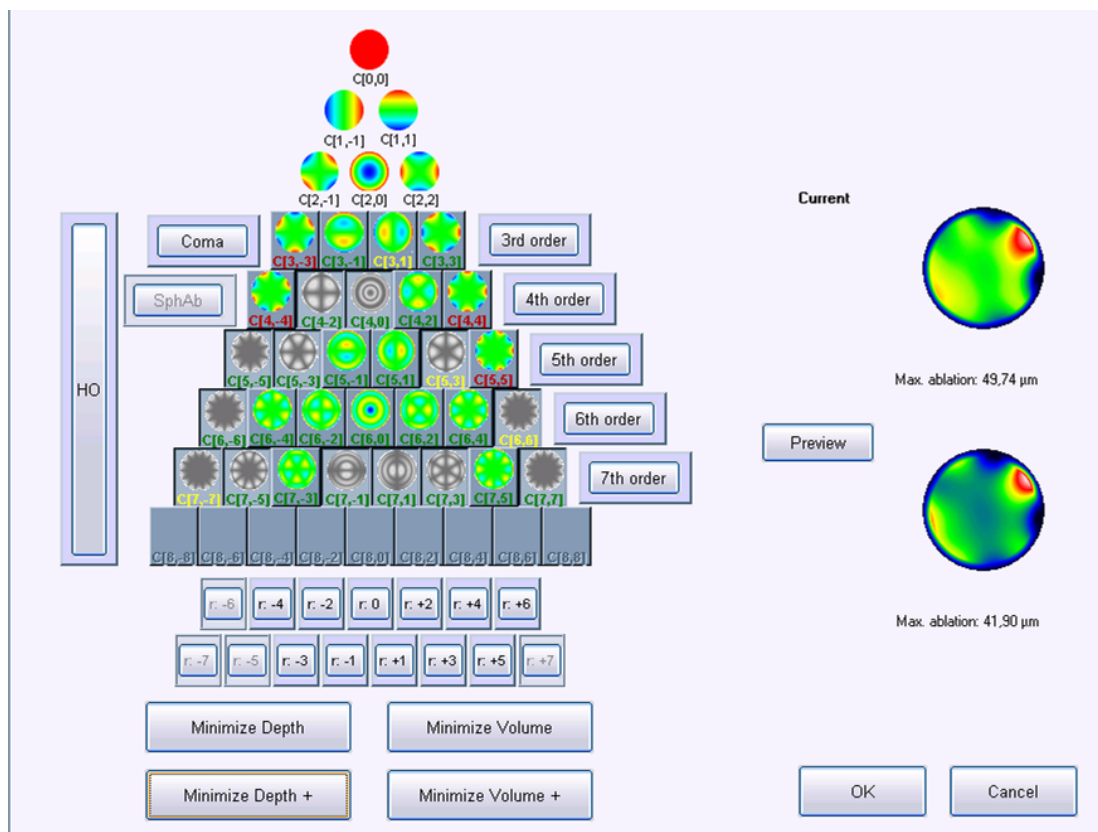 C[0,0]
C[1,-1] C[1,1]
C[2,-1] C[2,0] C[2,2]
Current
Coma C[3,-3] C[3,-1] C[3,1] C[3,3] 3rd order
SphAb C[4,-4] C[4-2] C[4,0] C[4,2] C[4,4] 4th order
C[5,-5] C[5,-3] C[5,-1] C[5,1] C[5,3] C[5,5] 5th order
Max. ablation: 49,74 µm
HO
C[6,-6] C[6,-4] C[6,-2] C[6,0] C[6,2] C[6,4] C[6,6] 6th order
Preview
C[7,-7] C[7,-5] C[7,-3] C[7,-1] C[7,1] C[7,3] C[7,5] C[7,7] 7th order
C[8,-8] C[8,-6] C[8,-4] C[8,-2] C[8,0] C[8,2] C[8,4] C[8,6] C[8,8]
r: -6 r: -4 r: -2 r: 0 r: +2 r: +4 r: +6
Max. ablation: 41,90 µm
r: -7 r: -5 r: -3 r: -1 r: +1 r: +3 r: +5 r: +7
Minimize Depth Minimize Volume
Minimize Depth + Minimize Volume +
OK Cancel